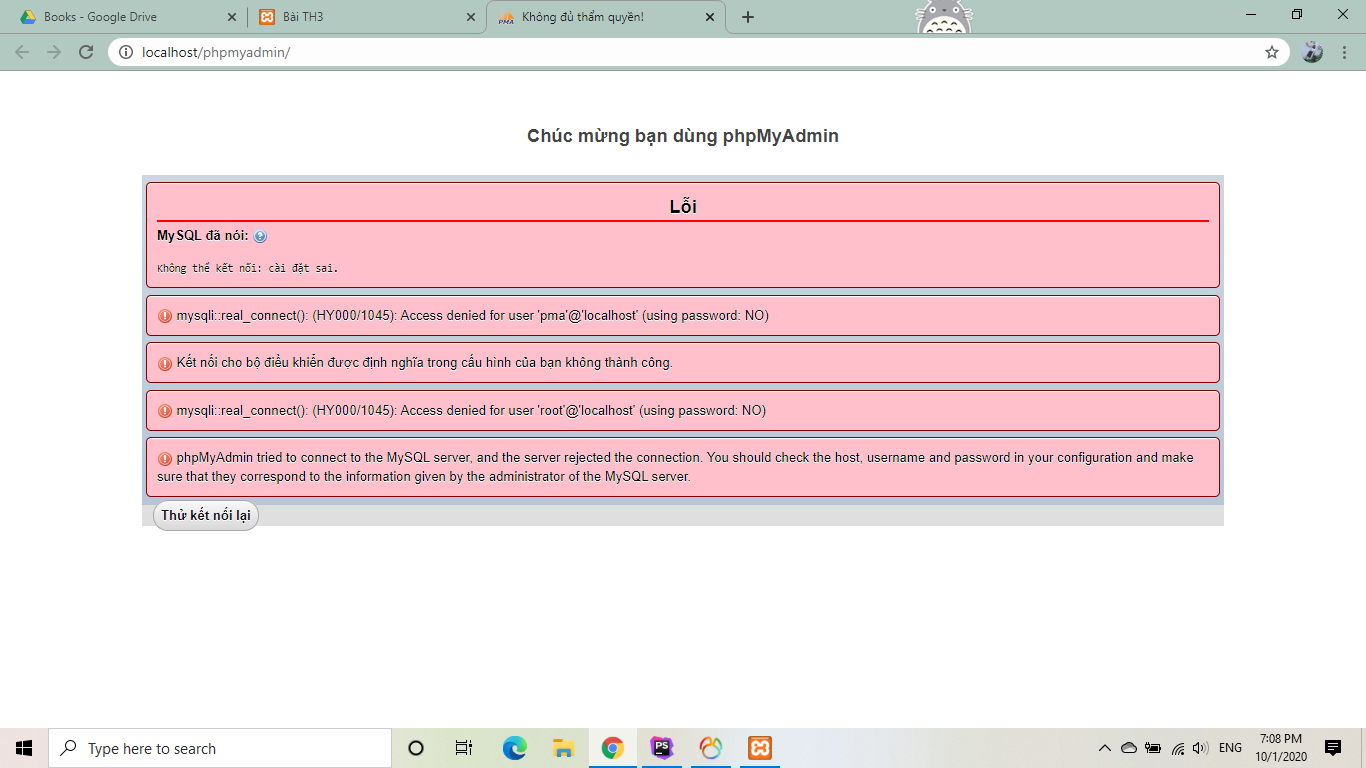 Books - Google Drive
Bài TH3
PMA
Không đủ thẩm quyền!
localhost/phpmyadmin/
Chúc mừng bạn dùng phpMyAdmin
Lỗi
MySQL đã nói:
Không thể kết nối: cài đặt sai.
mysqli::real_connect(): (HY000/1045): Access denied for user 'pma'@'localhost' (using password: NO)
Kết nối cho bộ điều khiển được định nghĩa trong cấu hình của bạn không thành công.
mysqli::real_connect(): (HY000/1045): Access denied for user 'root'@'localhost' (using password: NO)
phpMyAdmin tried to connect to the MySQL server, and the server rejected the connection. You should check the host, username and password in your configuration and make
sure that they correspond to the information given by the administrator of the MySQL server.
Thử kết nối lại
Type here to search
PS
ENG
7:08 PM
10/1/2020